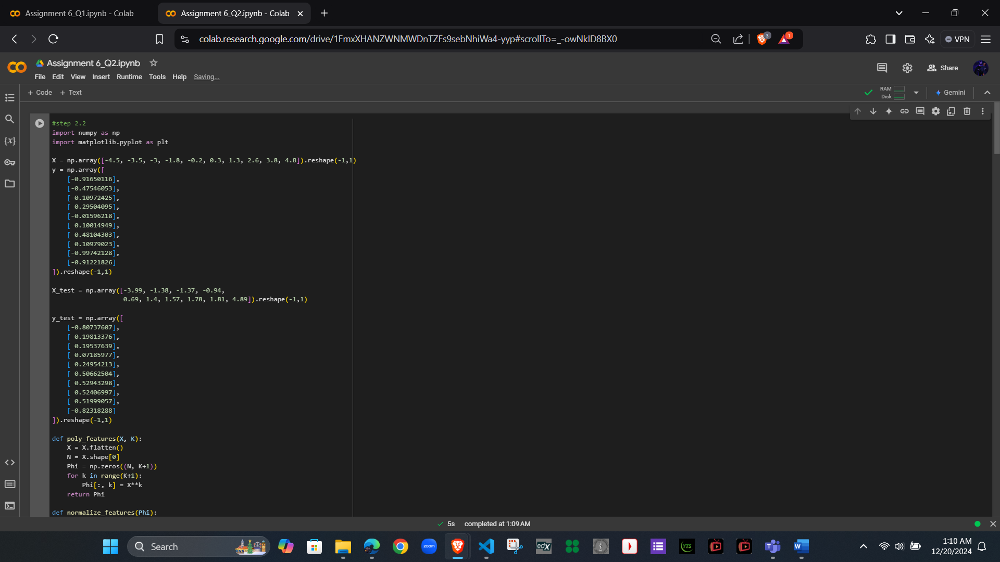 Assignment 6_Q1.ipynb - Colab
Assignment 6_Q2.ipynb - Colab
colab.research.google.com/drive/1FmxXHANZWNMWDnTZFs9sebNhiWa4-yyp#scrollTo=_-owNklD8BX0
3
1
VPN
Assignment 6_Q2.ipynb
File Edit View Insert Runtime Tools Help Saving...
Share
+ Code + Text
RAM
Disk
Gemini
#step 2.2
import numpy as np
import matplotlib.pyplot as plt
X = np.array([-4.5, -3.5, -3, -1.8, -0.2, 0.3, 1.3, 2.6, 3.8, 4.8]).reshape(-1,1)
y = np.array([
[-0.91650116],
[-0.47546053],
[-0.10972425],
[ 0.29504095],
[-0.01596218],
[ 0.10014949],
[ 0.48104303],
[ 0.10979023],
[-0.99742128],
[-0.91221826]
]).reshape(-1,1)
X_test = np.array([-3.99, -1.38, -1.37, -0.94,
0.69, 1.4, 1.57, 1.78, 1.81, 4.89]).reshape(-1,1)
y_test = np.array([
[-0.80737607],
[ 0.19813376],
[ 0.19537639],
[ 0.07185977],
[ 0.24954213],
[ 0.50662504],
[ 0.52943298],
[ 0.52406997],
[ 0.51999057],
[-0.82318288]
]).reshape(-1,1)
def poly_features(X, K):
X = X.flatten()
N = X.shape[0]
Phi = np.zeros((N, K+1))
for k in range(K+1):
Phi[:, k] = X**k
return Phi
def normalize_features(Phi):
5s completed at 1:09 AM
Search
zoom
edX
YTS
1:10 AM
12/20/2024